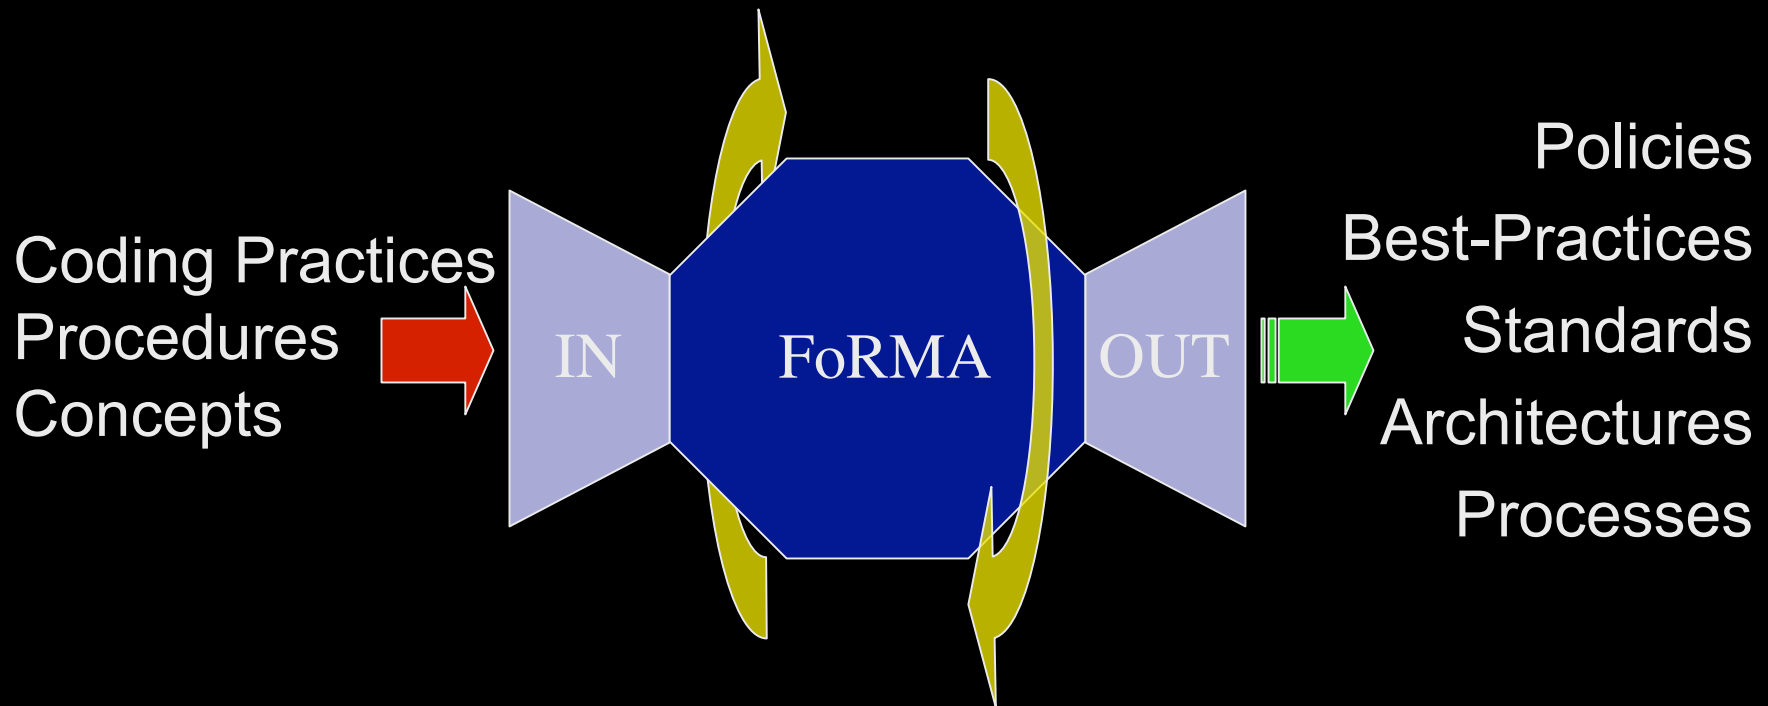 Coding Practices
Procedures
Concepts
IN
FoRMA
OUT
Policies
Best-Practices
Standards
Architectures
Processes